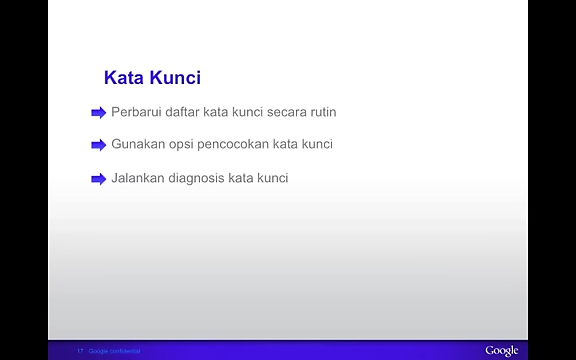 Kata Kunci
Perbarui daftar kata kunci secara rutin
Gunakan opsi pencocokan kata kunci
Jalankan diagnosis kata kunci
17 Google confidential
Google